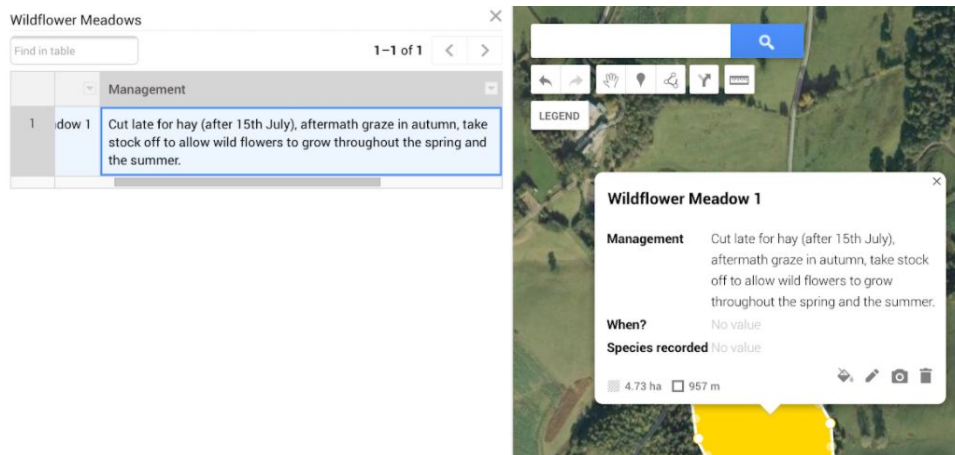 Wildflower Meadows
Find in table
1–1 of 1
Management
1
dow 1
Cut late for hay (after 15th July), aftermath graze in autumn, take
stock off to allow wild flowers to grow throughout the spring and
the summer.
LEGEND
Wildflower Meadow 1
Management
Cut late for hay (after 15th July),
aftermath graze in autumn, take stock
off to allow wild flowers to grow
throughout the spring and the summer.
When? No value
Species recorded No value
4.73 ha 957 m